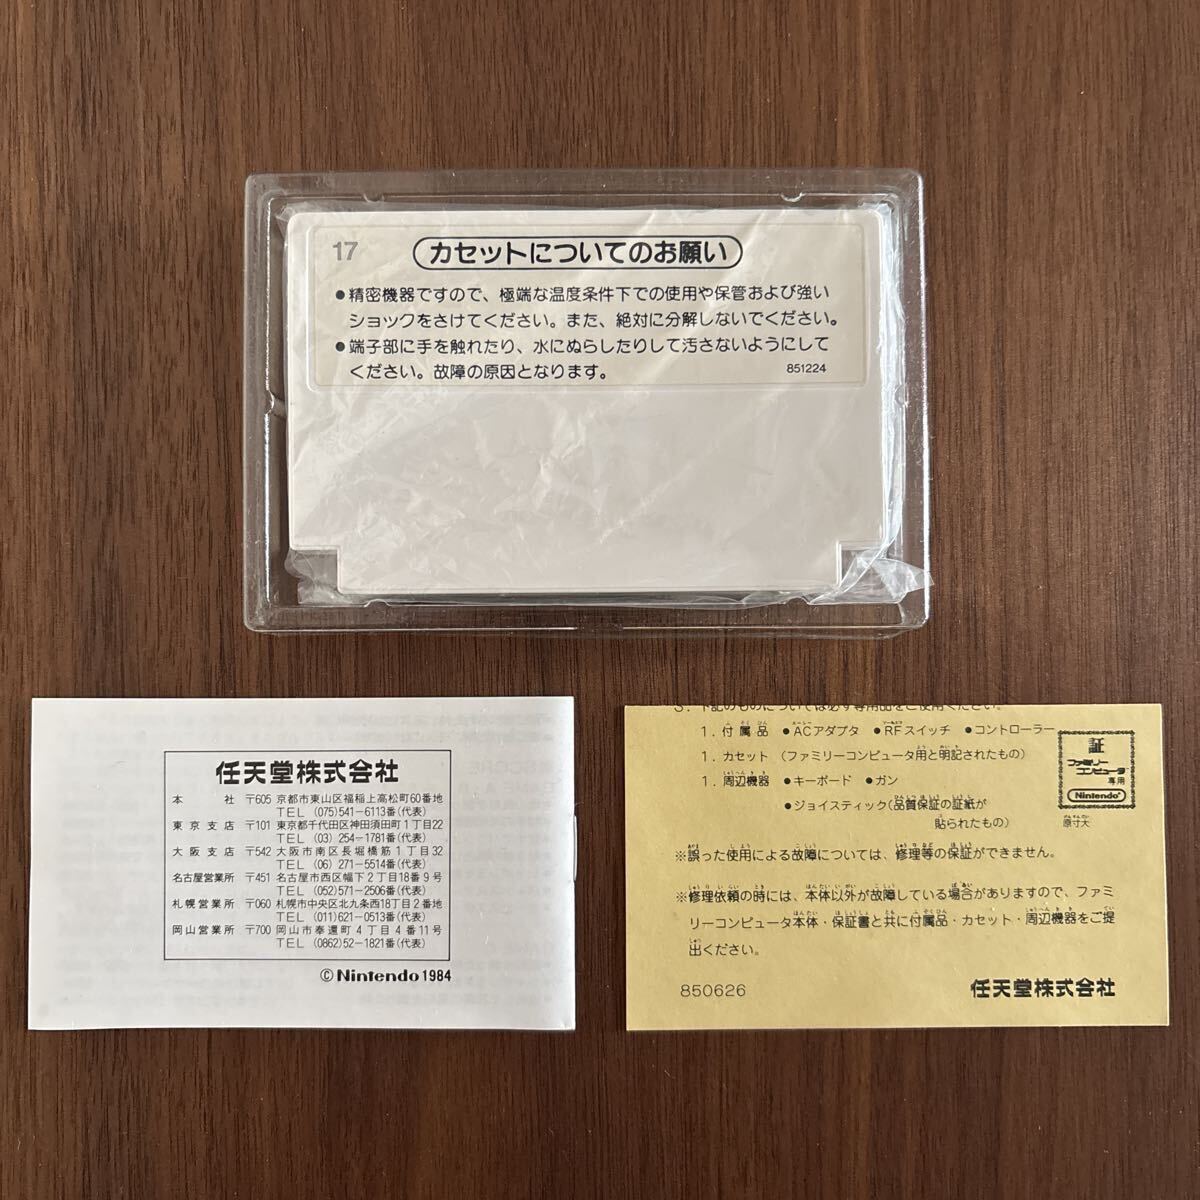 17
カセットについてのお願い
●精密機器ですので、極端な温度条件下での使用や保管および強い
ショックをさけてください。また、絶対に分解しないでください。
●端子部に手を触れたり、水にぬらしたりして汚さないようにして
ください。故障の原因となります。
851224
任天堂株式会社
本 社 〒605 京都市東山区福稲上高松町60番地
TEL (075)541-6113番(代表)
東京支店 〒101 東京都千代田区神田須田町1丁目22
TEL (03) 254-1781番(代表)
大阪支店 〒542 大阪市南区長堀橋筋1丁目32
TEL (06) 271-5514番(代表)
名古屋営業所 〒451 名古屋市西区幅下2丁目18番9号
TEL (052)571-2506番(代表)
札幌営業所 〒060 札幌市中央区北九条西18丁目2番地
TEL (011)621-0513番(代表)
岡山営業所 〒700 岡山市奉還町4丁目4番11号
TEL (0862)52-1821番(代表)
©Nintendo 1984
下記のものについては必ず専用品をご使用ください。
1. 付属品 ●ACアダプタ ●RFスイッチ ●コントローラー
1. カセット (ファミリーコンピュータ用と明記されたもの)
1. 周辺機器 ●キーボード ●ガン
●ジョイスティック(品質保証の証紙が
貼られたもの)
証
ファミリー
コンピュータ
専用
Nintendo
原寸大
※誤った使用による故障については、修理等の保証ができません。
※修理依頼の時には、本体以外が故障している場合がありますので、ファミ
リーコンピュータ本体・保証書と共に付属品・カセット・周辺機器をご提
出ください。
850626
任天堂株式会社